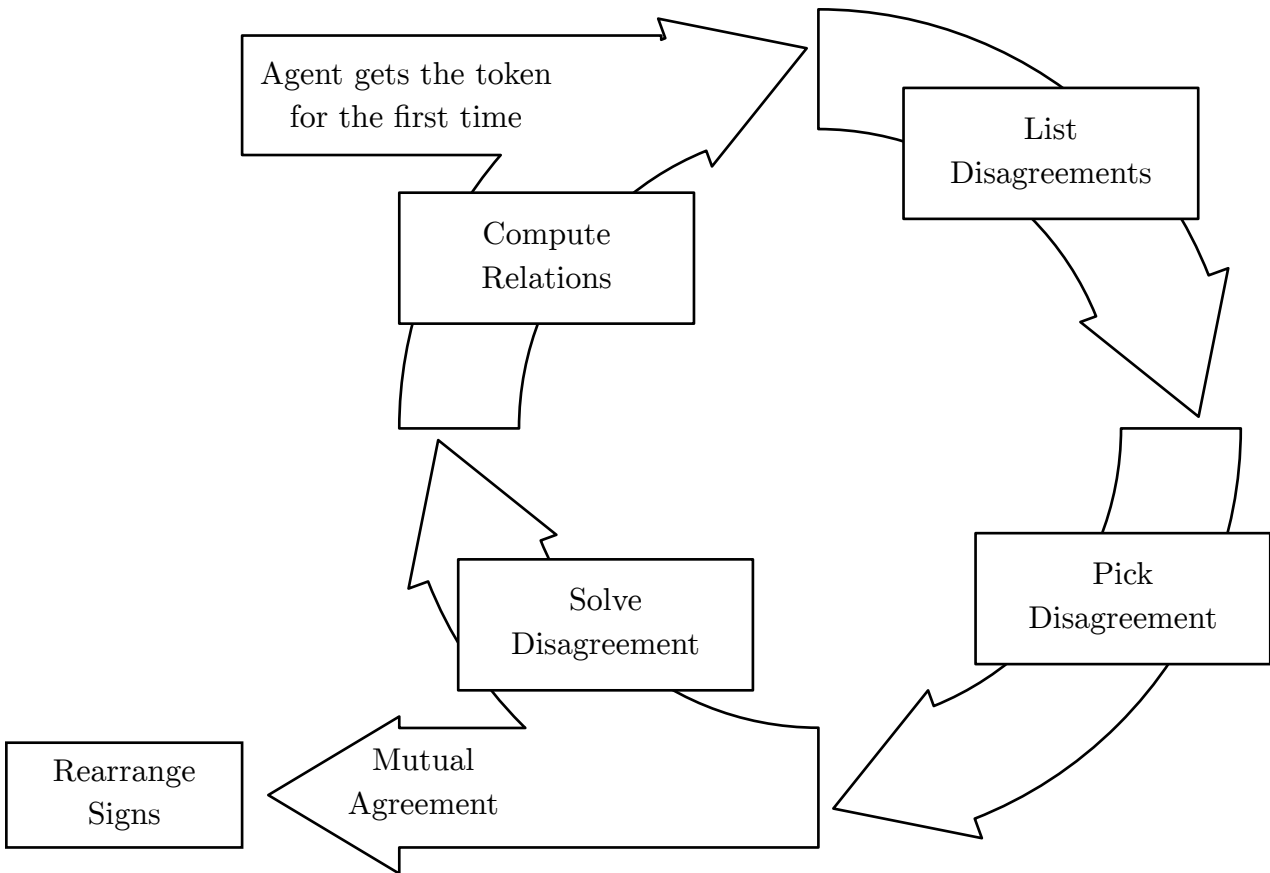 Agent gets the token
for the first time
List
Disagreements
Compute
Relations
Pick
Disagreement
Solve
Disagreement
Mutual
Agreement
Rearrange
Signs